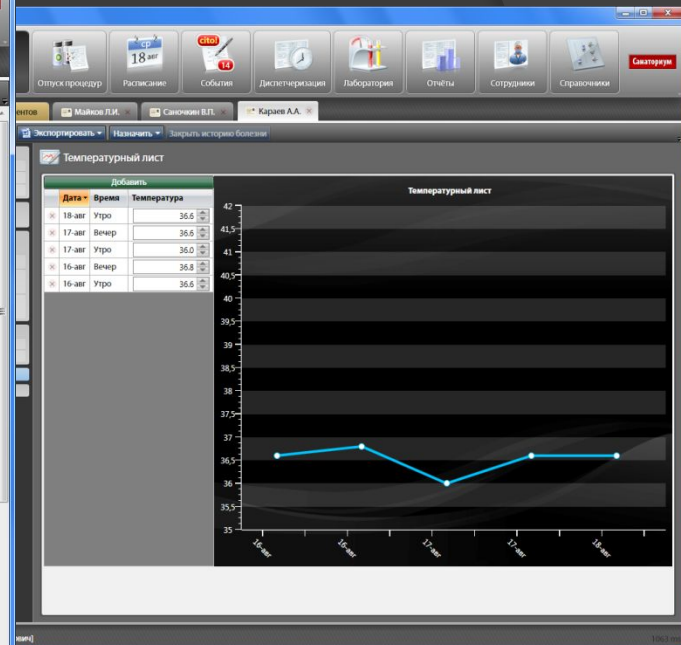 cito!
ср
18 авг
14
Отпуск процедур
Расписание
События
Диспетчеризация
Лаборатория
Отчёты
Сотрудники
Справочники
Санаториум
Майков Л.И.
Саночкин В.П.
Караев А.А.
Экспортировать
Назначить
Закрыть историю болезни
Температурный лист
Добавить
Дата Время Температура
18-авг Утро 36.6
17-авг Вечер 36.6
17-авг Утро 36.0
16-авг Вечер 36.8
16-авг Утро 36.6
Температурный лист
42
41,5
41
40,5
40
39,5
39
38,5
38
37,5
37
36,5
36
35,5
35
16-авг 16-авг 17-авг 17-авг 18-авг